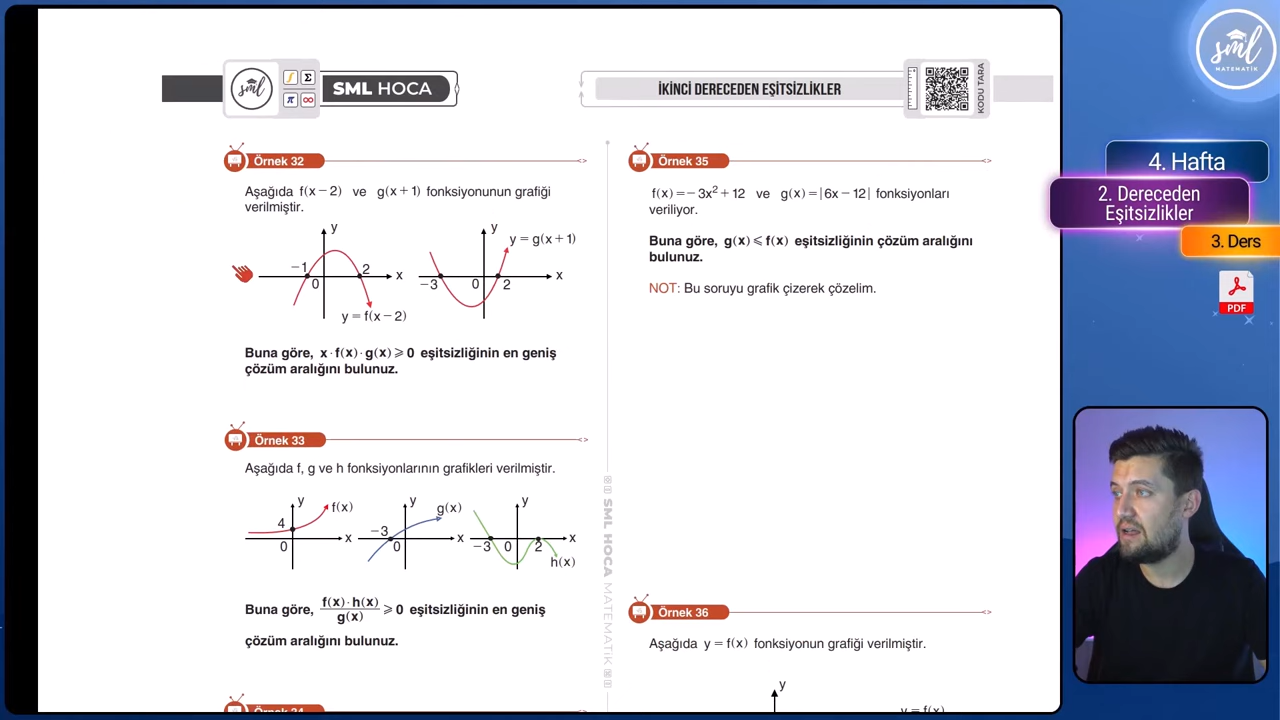 SML HOCA
İKİNCİ DERECEDEN EŞİTSİZLİKLER
KODU TARA
sml
MATEMATİK
4. Hafta
2. Dereceden
Eşitsizlikler
3. Ders
PDF
Örnek 32
Aşağıda f(x−2) ve g(x+1) fonksiyonunun grafiği
verilmiştir.
y
−1
0
2
x
y = f(x−2)
y
y = g(x+1)
−3
0
2
x
Buna göre, x·f(x)·g(x) ⩾ 0 eşitsizliğinin en geniş
çözüm aralığını bulunuz.
Örnek 33
Aşağıda f, g ve h fonksiyonlarının grafikleri verilmiştir.
y
f(x)
4
0
x
y
g(x)
−3
0
x
y
−3
0
2
x
h(x)
Buna göre, f(x)·h(x)/g(x) ⩾ 0 eşitsizliğinin en geniş
çözüm aralığını bulunuz.
Örnek 34
SML HOCA MATEMATİK
Örnek 35
f(x)=−3x²+12 ve g(x)=|6x−12| fonksiyonları
veriliyor.
Buna göre, g(x) ⩽ f(x) eşitsizliğinin çözüm aralığını
bulunuz.
NOT: Bu soruyu grafik çizerek çözelim.
Örnek 36
Aşağıda y = f(x) fonksiyonun grafiği verilmiştir.
y
y = f(x)